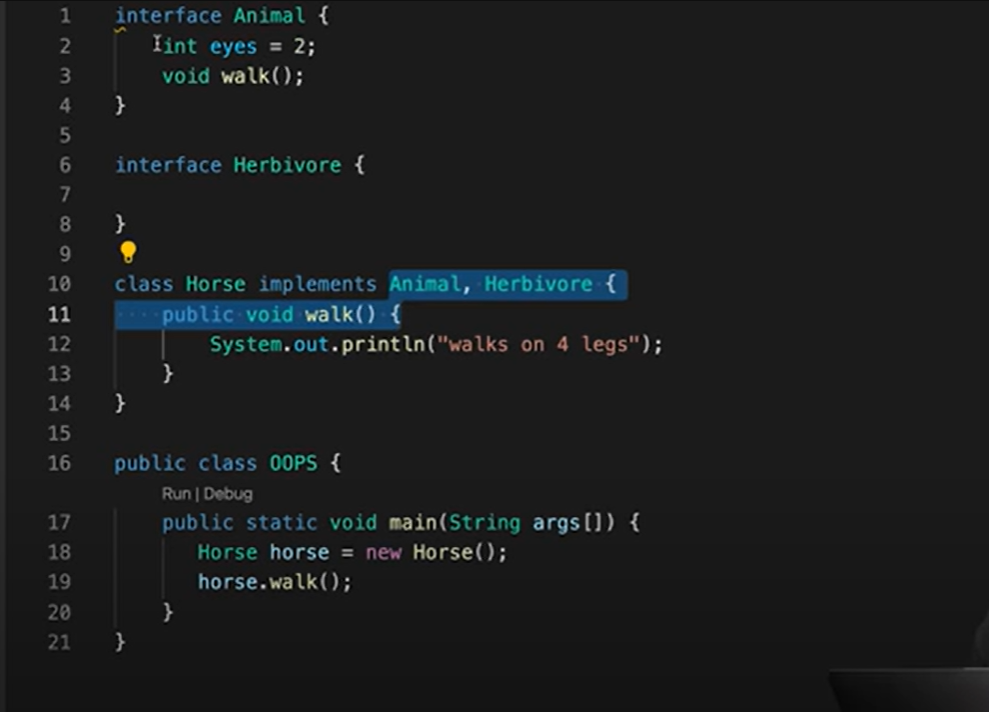 1 interface Animal {
2 int eyes = 2;
3 void walk();
4 }
5
6 interface Herbivore {
7
8 }
9
10 class Horse implements Animal, Herbivore {
11 public void walk() {
12 System.out.println("walks on 4 legs");
13 }
14 }
15
16 public class OOPS {
Run | Debug
17 public static void main(String args[]) {
18 Horse horse = new Horse();
19 horse.walk();
20 }
21 }